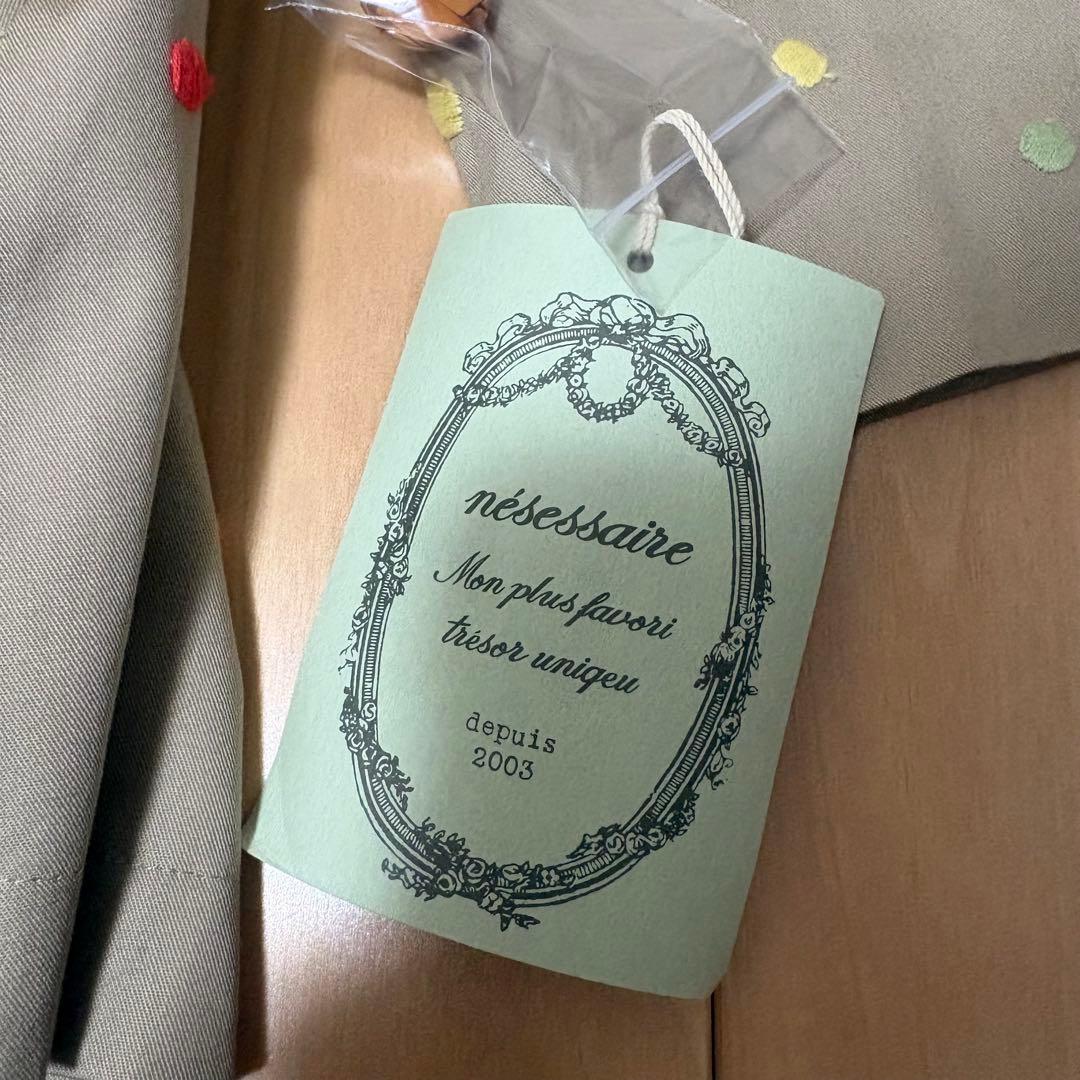 nésessaire
Mon plus favori
trésor uniqeu
depuis
2003